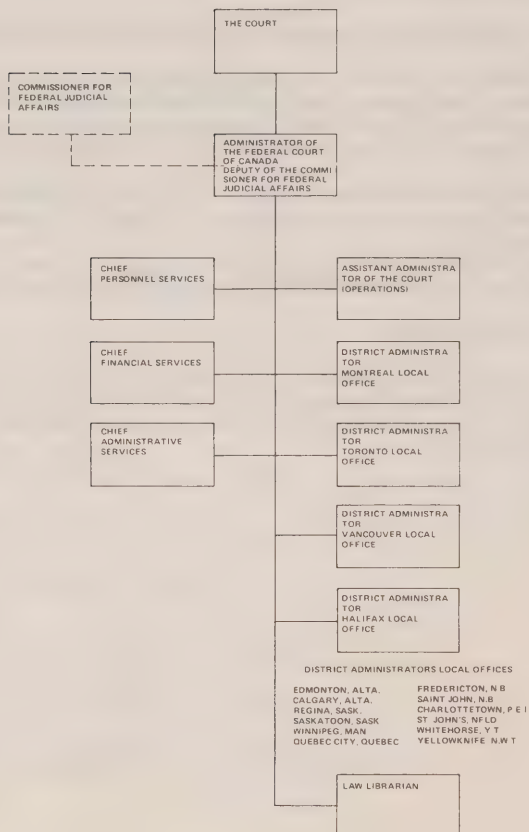 THE COURT
COMMISSIONER FOR
FEDERAL JUDICIAL
AFFAIRS
ADMINISTRATOR OF
THE FEDERAL COURT
OF CANADA
DEPUTY OF THE COMMI
SIONER FOR FEDERAL
JUDICIAL AFFAIRS
CHIEF
PERSONNEL SERVICES
ASSISTANT ADMINISTRA
TOR OF THE COURT
(OPERATIONS)
CHIEF
FINANCIAL SERVICES
DISTRICT ADMINISTRA
TOR
MONTREAL LOCAL
OFFICE
CHIEF
ADMINISTRATIVE
SERVICES
DISTRICT ADMINISTRA
TOR
TORONTO LOCAL
OFFICE
DISTRICT ADMINISTRA
TOR
VANCOUVER LOCAL
OFFICE
DISTRICT ADMINISTRA
TOR
HALIFAX LOCAL
OFFICE
DISTRICT ADMINISTRATORS LOCAL OFFICES
EDMONTON, ALTA.
CALGARY, ALTA.
REGINA, SASK.
SASKATOON, SASK
WINNIPEG, MAN
QUEBEC CITY, QUEBEC
FREDERICTON, N B
SAINT JOHN, N.B
CHARLOTTETOWN, P E I
ST JOHN'S, NFLD
WHITEHORSE, Y T
YELLOWKNIFE N.W T
LAW LIBRARIAN